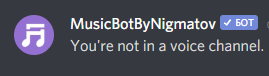 MusicBotByNigmatov ✓ БОТ
You're not in a voice channel.